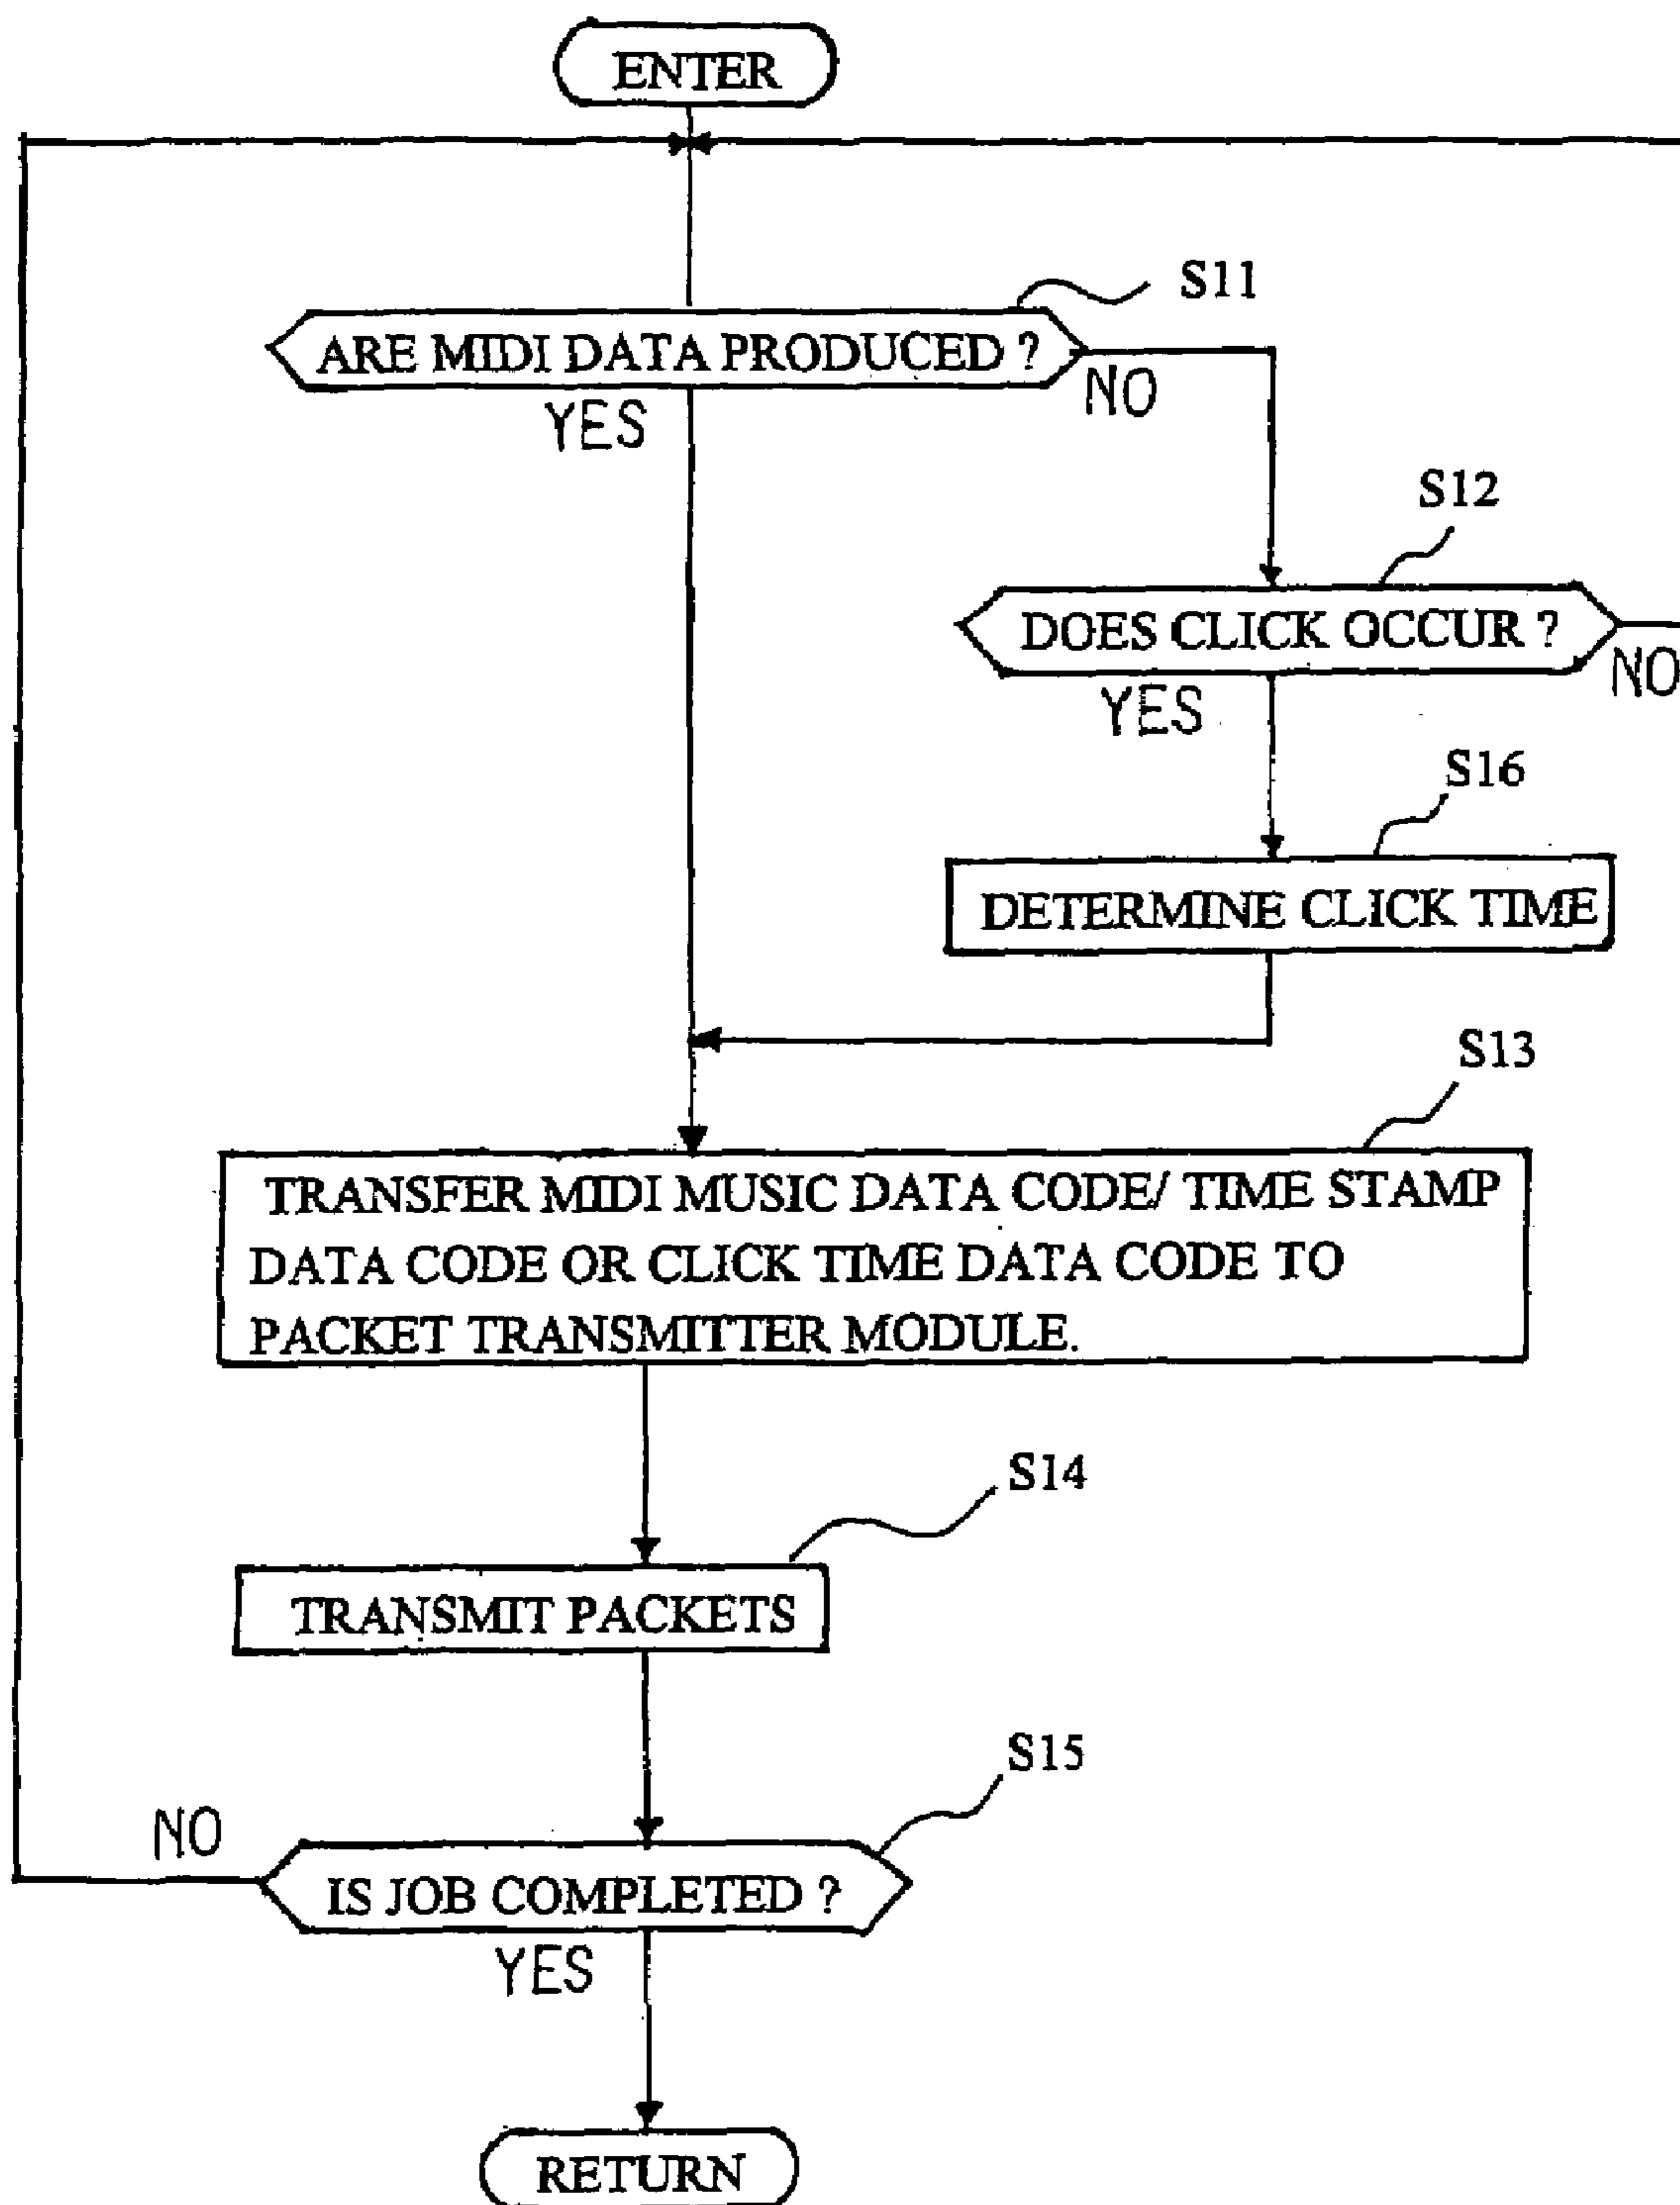 ENTER
S11
ARE MIDI DATA PRODUCED ?
YES
NO
S12
DOES CLICK OCCUR ?
YES
NO
S16
DETERMINE CLICK TIME
S13
TRANSFER MIDI MUSIC DATA CODE/ TIME STAMP
DATA CODE OR CLICK TIME DATA CODE TO
PACKET TRANSMITTER MODULE.
S14
TRANSMIT PACKETS
S15
NO
IS JOB COMPLETED ?
YES
RETURN